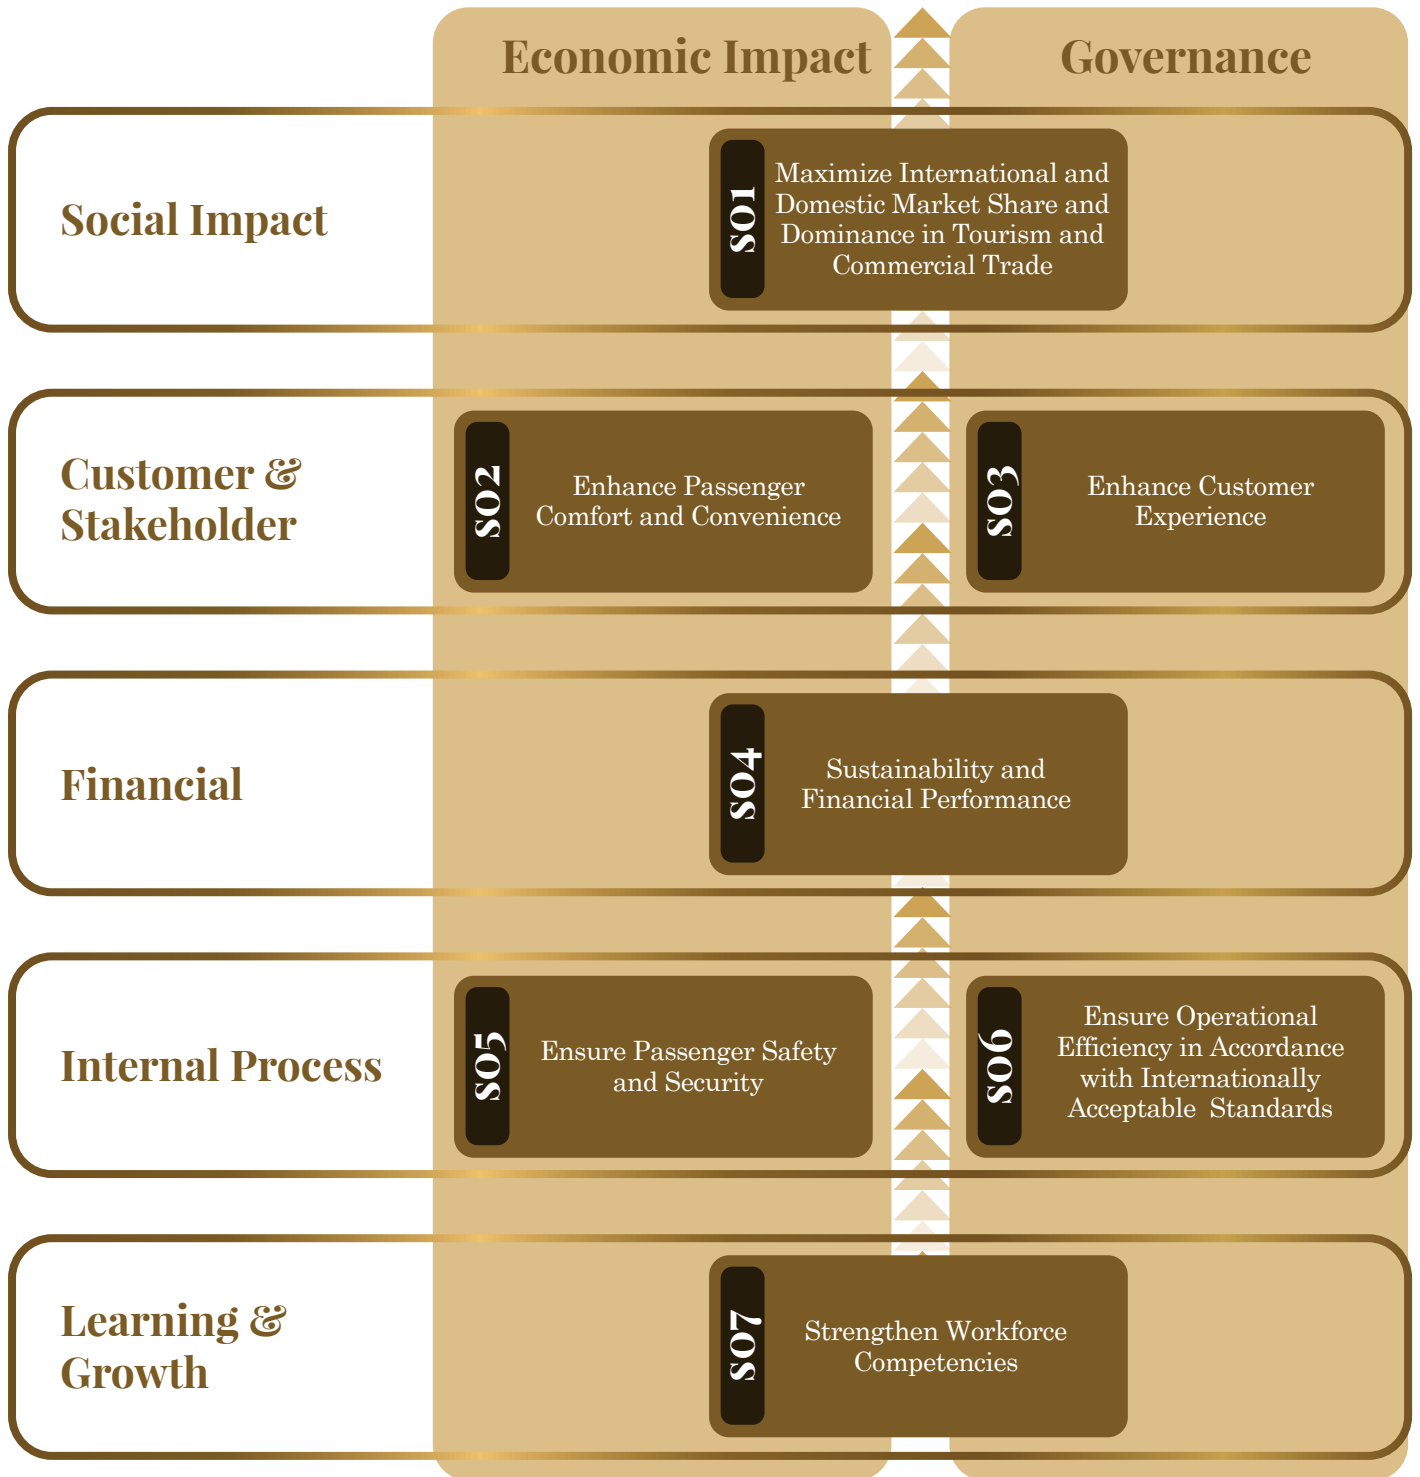 Economic Impact
Governance
Social Impact
SO1
Maximize International and
Domestic Market Share and
Dominance in Tourism and
Commercial Trade
Customer &
Stakeholder
SO2
Enhance Passenger
Comfort and Convenience
SO3
Enhance Customer
Experience
Financial
SO4
Sustainability and
Financial Performance
Internal Process
SO5
Ensure Passenger Safety
and Security
SO6
Ensure Operational
Efficiency in Accordance
with Internationally
Acceptable  Standards
Learning &
Growth
SO7
Strengthen Workforce
Competencies